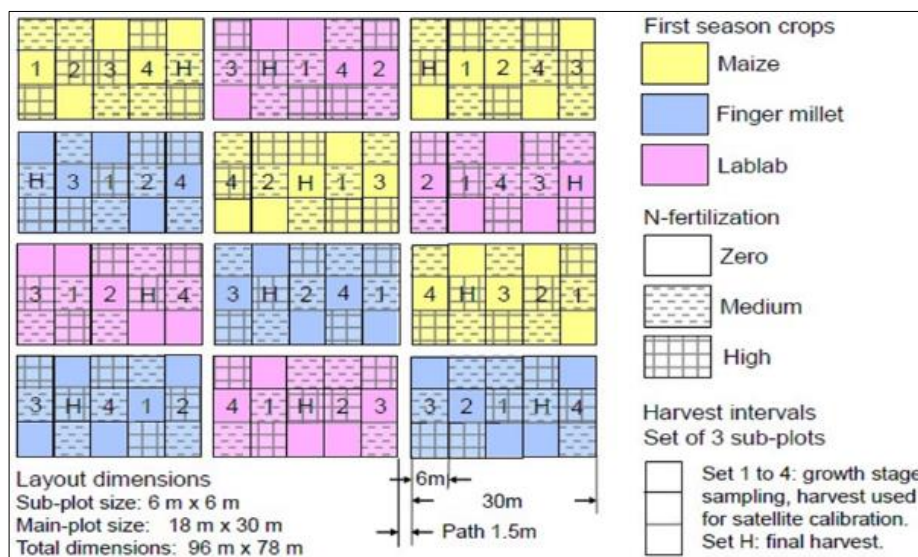 1 2 3 4 H
3 H 1 4 2
H 1 2 4 3
H 3 1 2 4
4 2 H 1 3
2 1 4 3 H
3 1 2 H 4
3 H 2 4 1
4 H 3 2 1
3 H 4 1 2
4 1 H 2 3
3 2 1 H 4
Layout dimensions
Sub-plot size: 6 m x 6 m
Main-plot size: 18 m x 30 m
Total dimensions: 96 m x 78 m
6m
30m
Path 1.5m
First season crops
Maize
Finger millet
Lablab
N-fertilization
Zero
Medium
High
Harvest intervals
Set of 3 sub-plots
Set 1 to 4: growth stage
sampling, harvest used
for satellite calibration.
Set H: final harvest.